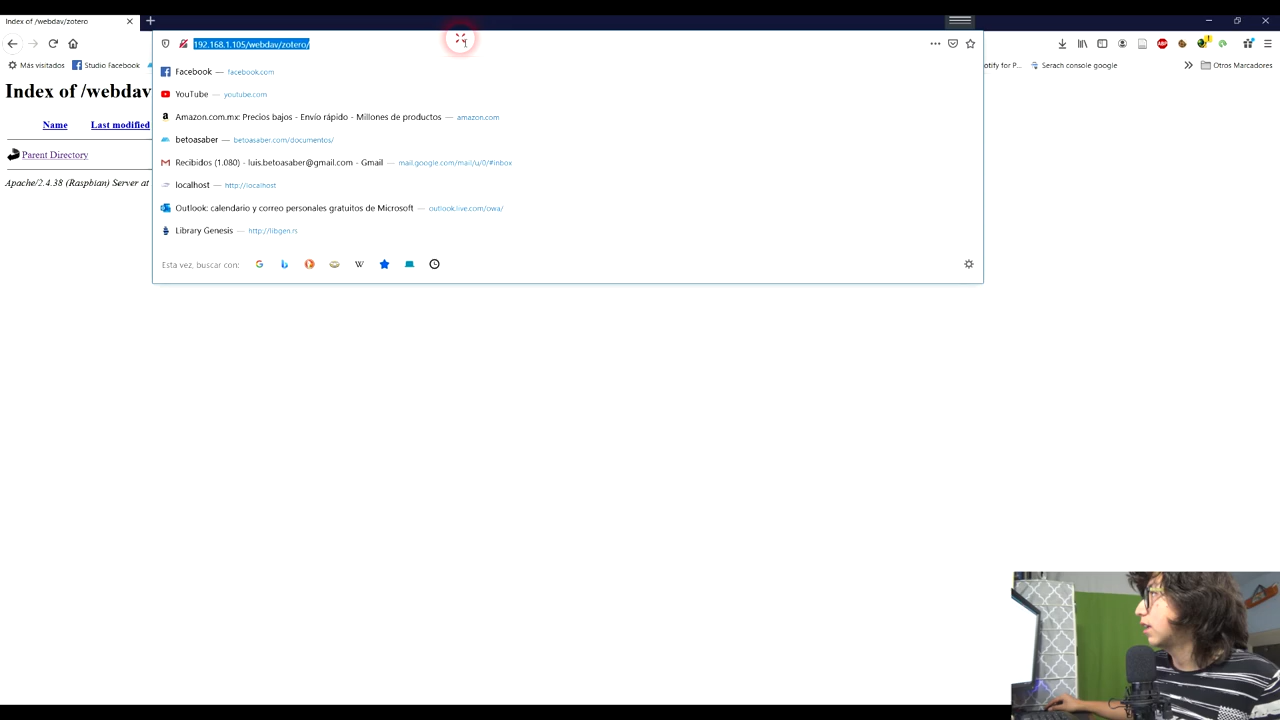 Index of /webdav/zotero
192.168.1.105/webdav/zotero/
Más visitados
Studio Facebook
Serach console google
Otros Marcadores
Index of /webdav
Name Last modified
Parent Directory
Apache/2.4.38 (Raspbian) Server at
Facebook — facebook.com
YouTube — youtube.com
Amazon.com.mx: Precios bajos - Envío rápido - Millones de productos — amazon.com
betoasaber — betoasaber.com/documentos/
Recibidos (1.080) - luis.betoasaber@gmail.com - Gmail — mail.google.com/mail/u/0/#inbox
localhost — http://localhost
Outlook: calendario y correo personales gratuitos de Microsoft — outlook.live.com/owa/
Library Genesis — http://libgen.rs
Esta vez, buscar con: